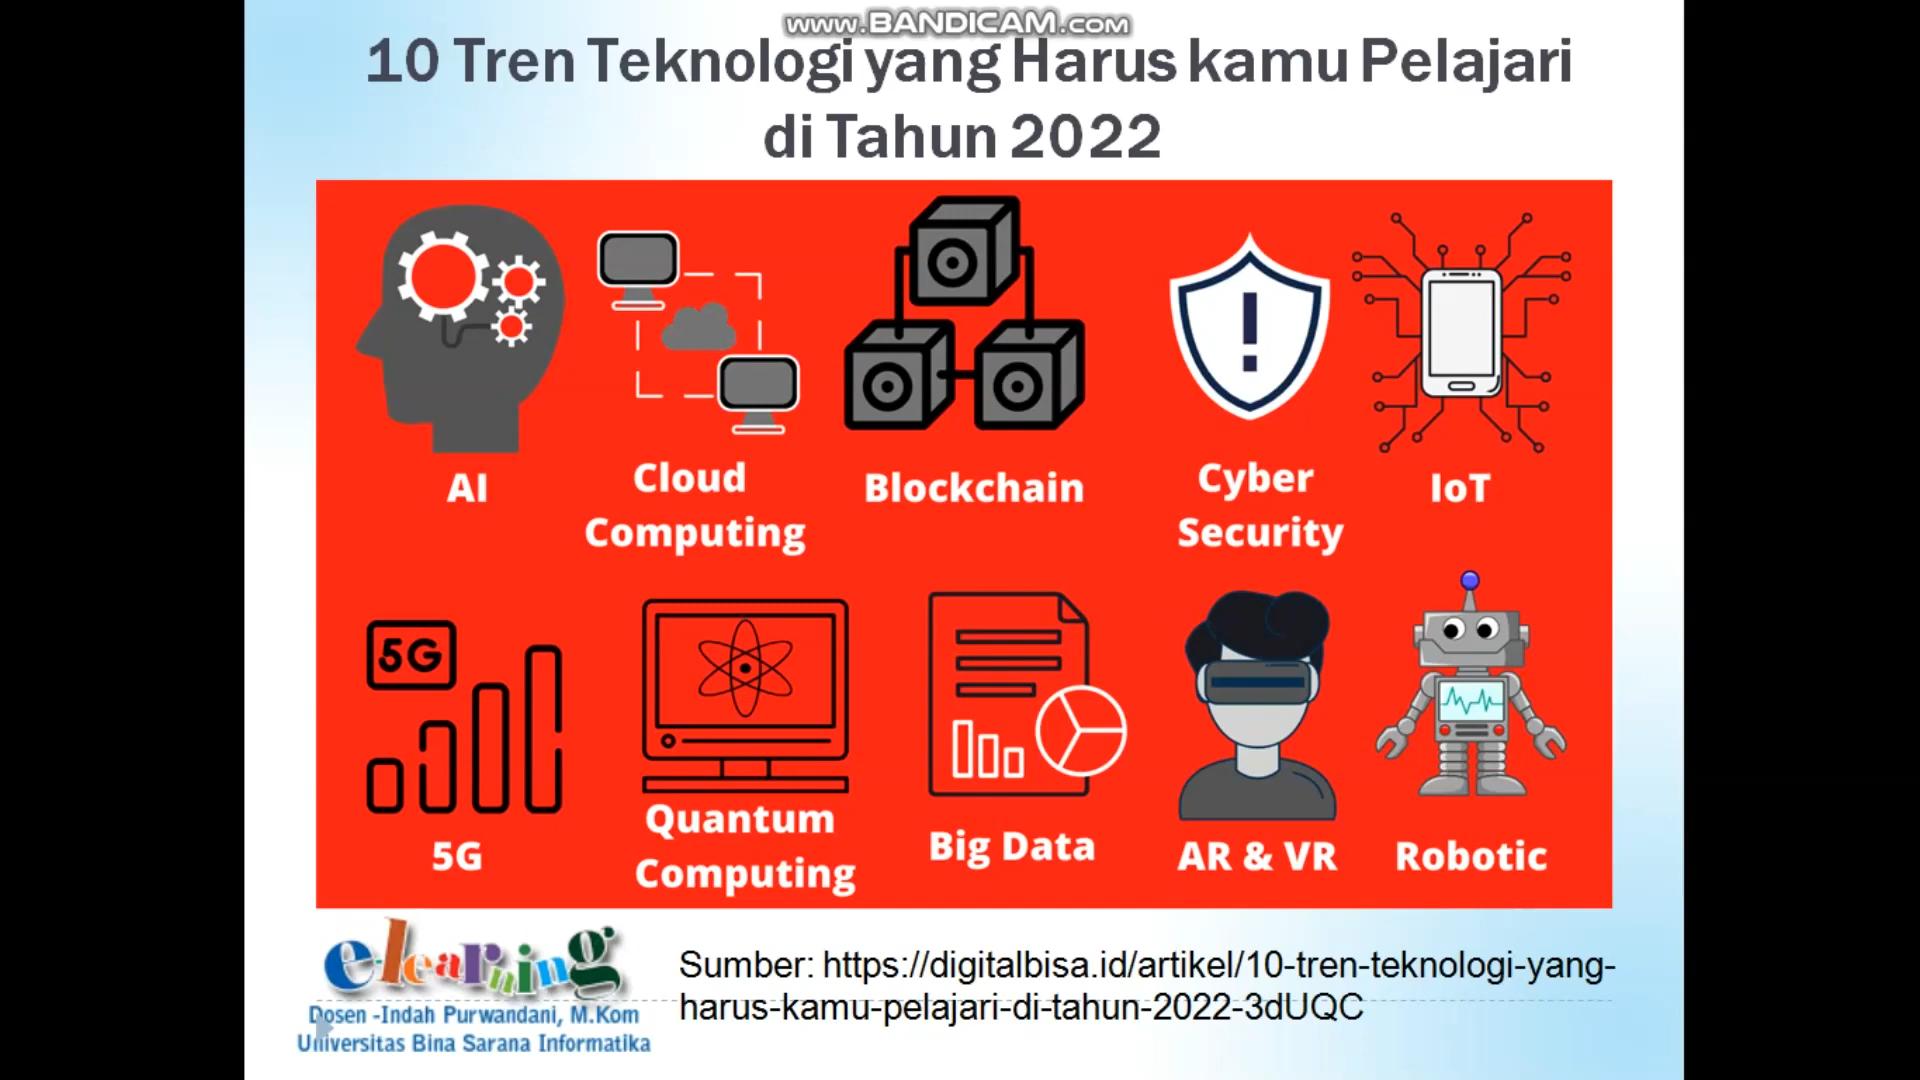 www.BANDICAM.com
10 Tren Teknologi yang Harus kamu Pelajari
di Tahun 2022
AI
Cloud
Computing
Blockchain
Cyber
Security
IoT
5G
5G
Quantum
Computing
Big Data
AR & VR
Robotic
e-learning
Dosen -Indah Purwandani, M.Kom
Universitas Bina Sarana Informatika
Sumber: https://digitalbisa.id/artikel/10-tren-teknologi-yang-
harus-kamu-pelajari-di-tahun-2022-3dUQC